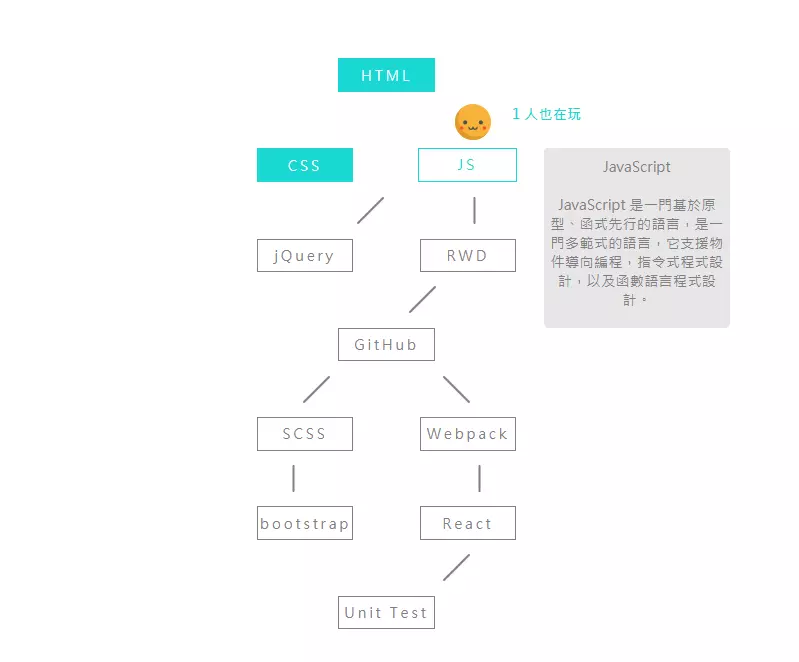 HTML
1 人也在玩
CSS
JS
JavaScript
JavaScript 是一門基於原
型、函式先行的語言，是一
門多範式的語言，它支援物
件導向編程，指令式程式設
計，以及函數語言程式設
計。
jQuery
RWD
GitHub
SCSS
Webpack
bootstrap
React
Unit Test